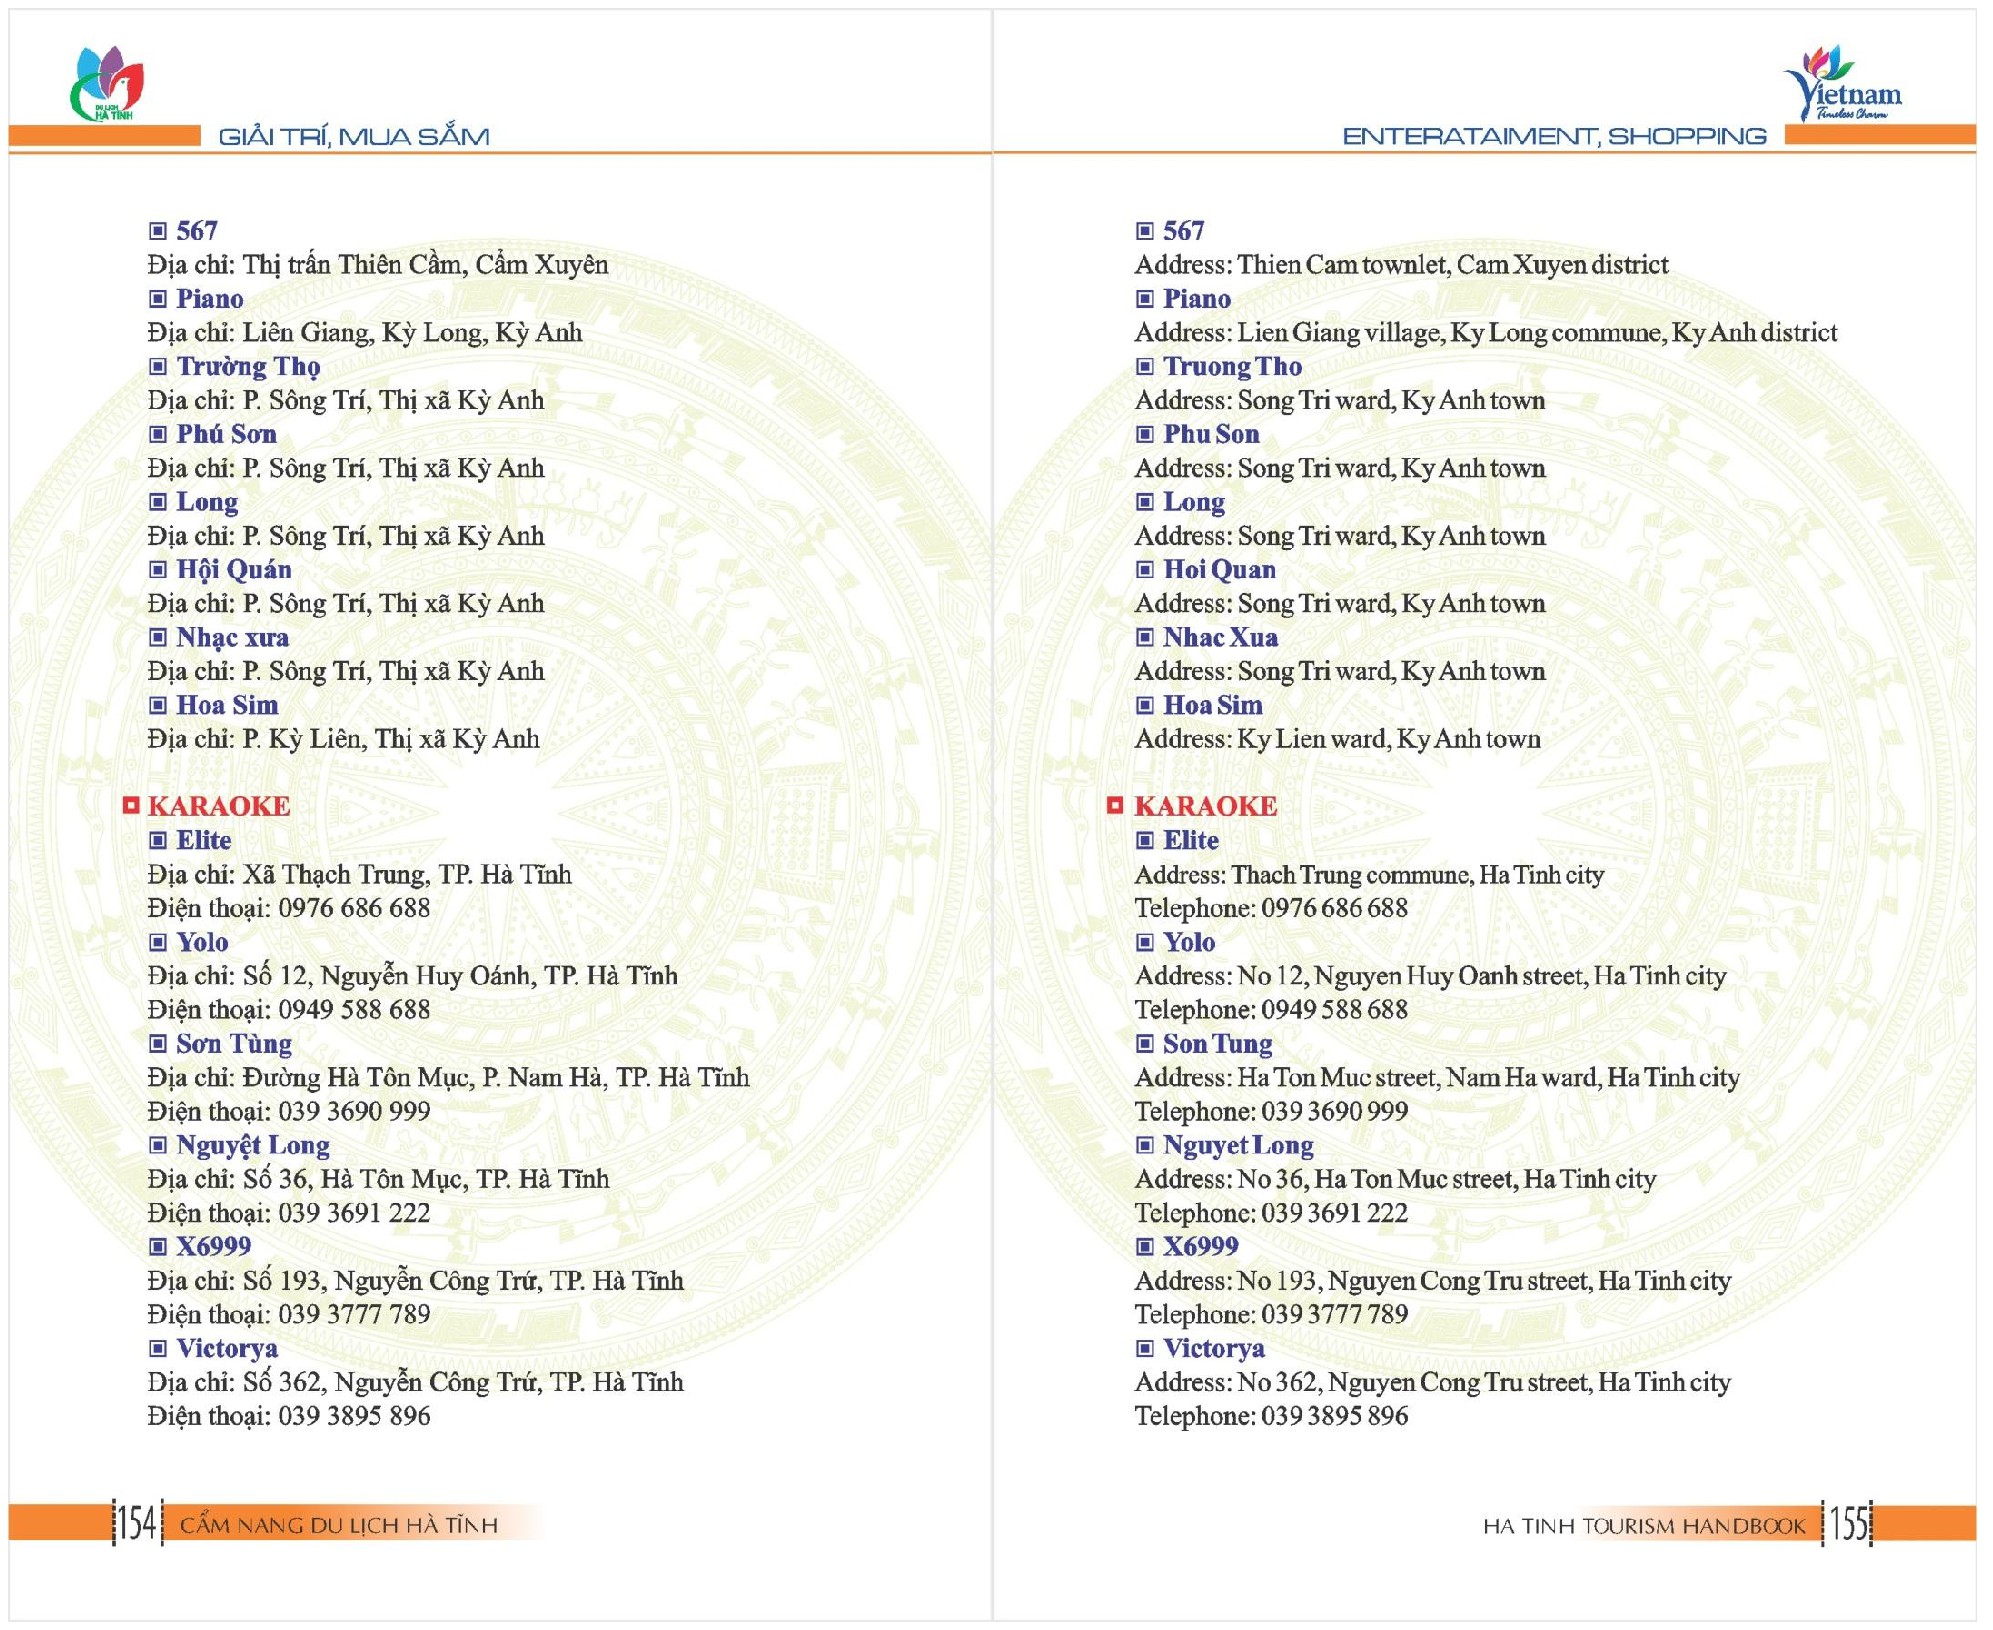 DU LỊCH
HÀ TĨNH
GIẢI TRÍ, MUA SẮM
567
Địa chỉ: Thị trấn Thiên Cầm, Cẩm Xuyên
Piano
Địa chỉ: Liên Giang, Kỳ Long, Kỳ Anh
Trường Thọ
Địa chỉ: P. Sông Trí, Thị xã Kỳ Anh
Phú Sơn
Địa chỉ: P. Sông Trí, Thị xã Kỳ Anh
Long
Địa chỉ: P. Sông Trí, Thị xã Kỳ Anh
Hội Quán
Địa chỉ: P. Sông Trí, Thị xã Kỳ Anh
Nhạc xưa
Địa chỉ: P. Sông Trí, Thị xã Kỳ Anh
Hoa Sim
Địa chỉ: P. Kỳ Liên, Thị xã Kỳ Anh
KARAOKE
Elite
Địa chỉ: Xã Thạch Trung, TP. Hà Tĩnh
Điện thoại: 0976 686 688
Yolo
Địa chỉ: Số 12, Nguyễn Huy Oánh, TP. Hà Tĩnh
Điện thoại: 0949 588 688
Sơn Tùng
Địa chỉ: Đường Hà Tôn Mục, P. Nam Hà, TP. Hà Tĩnh
Điện thoại: 039 3690 999
Nguyệt Long
Địa chỉ: Số 36, Hà Tôn Mục, TP. Hà Tĩnh
Điện thoại: 039 3691 222
X6999
Địa chỉ: Số 193, Nguyễn Công Trứ, TP. Hà Tĩnh
Điện thoại: 039 3777 789
Victorya
Địa chỉ: Số 362, Nguyễn Công Trứ, TP. Hà Tĩnh
Điện thoại: 039 3895 896
154 CẨM NANG DU LỊCH HÀ TĨNH
Vietnam
Timeless Charm
ENTERATAIMENT, SHOPPING
567
Address: Thien Cam townlet, Cam Xuyen district
Piano
Address: Lien Giang village, Ky Long commune, Ky Anh district
Truong Tho
Address: Song Tri ward, Ky Anh town
Phu Son
Address: Song Tri ward, Ky Anh town
Long
Address: Song Tri ward, Ky Anh town
Hoi Quan
Address: Song Tri ward, Ky Anh town
Nhac Xua
Address: Song Tri ward, Ky Anh town
Hoa Sim
Address: Ky Lien ward, Ky Anh town
KARAOKE
Elite
Address: Thach Trung commune, Ha Tinh city
Telephone: 0976 686 688
Yolo
Address: No 12, Nguyen Huy Oanh street, Ha Tinh city
Telephone: 0949 588 688
Son Tung
Address: Ha Ton Muc street, Nam Ha ward, Ha Tinh city
Telephone: 039 3690 999
Nguyet Long
Address: No 36, Ha Ton Muc street, Ha Tinh city
Telephone: 039 3691 222
X6999
Address: No 193, Nguyen Cong Tru street, Ha Tinh city
Telephone: 039 3777 789
Victorya
Address: No 362, Nguyen Cong Tru street, Ha Tinh city
Telephone: 039 3895 896
HA TINH TOURISM HANDBOOK 155